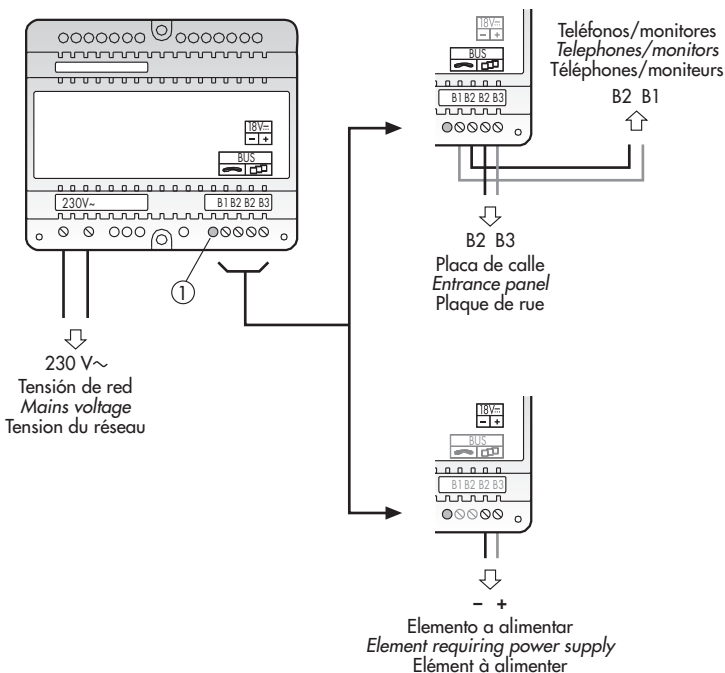 18V⎓
− +
BUS
B1 B2 B2 B3
Teléfonos/monitores
Telephones/monitors
Téléphones/moniteurs
B2 B1
18V⎓
− +
BUS
230V~
B1 B2 B2 B3
1
B2 B3
Placa de calle
Entrance panel
Plaque de rue
230 V~
Tensión de red
Mains voltage
Tension du réseau
18V⎓
− +
BUS
B1 B2 B2 B3
− +
Elemento a alimentar
Element requiring power supply
Elément à alimenter